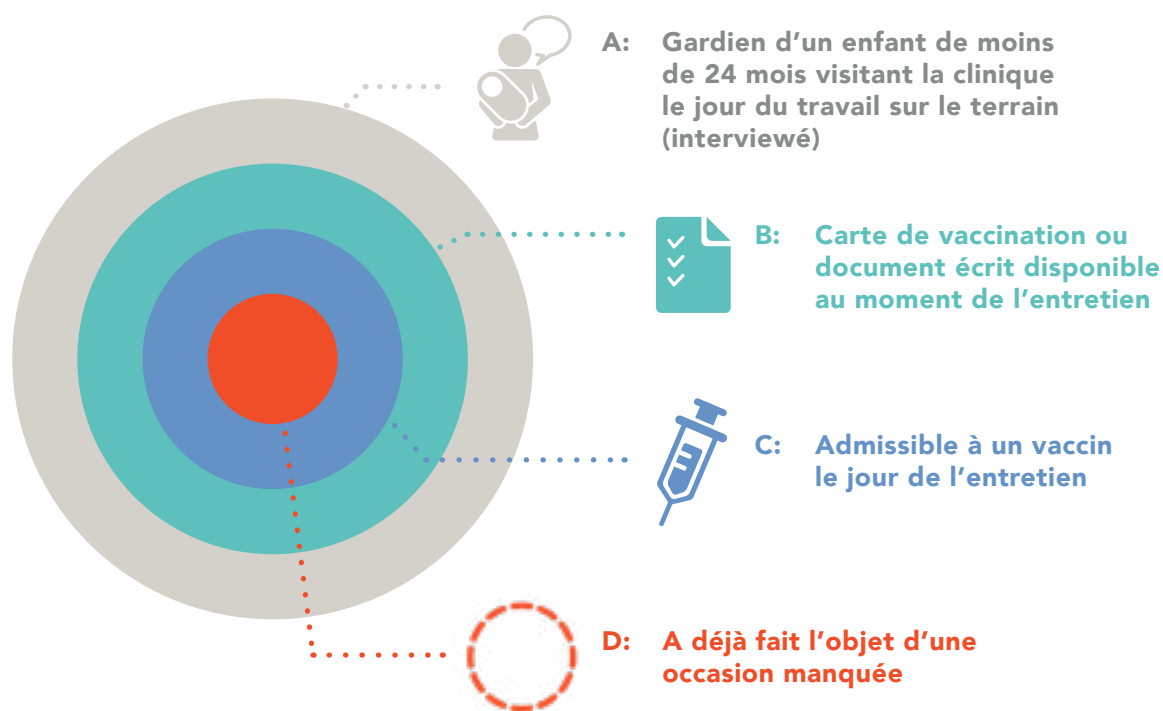 A: Gardien d’un enfant de moins
de 24 mois visitant la clinique
le jour du travail sur le terrain
(interviewé)
B: Carte de vaccination ou
document écrit disponible
au moment de l’entretien
C: Admissible à un vaccin
le jour de l’entretien
D: A déjà fait l’objet d’une
occasion manquée